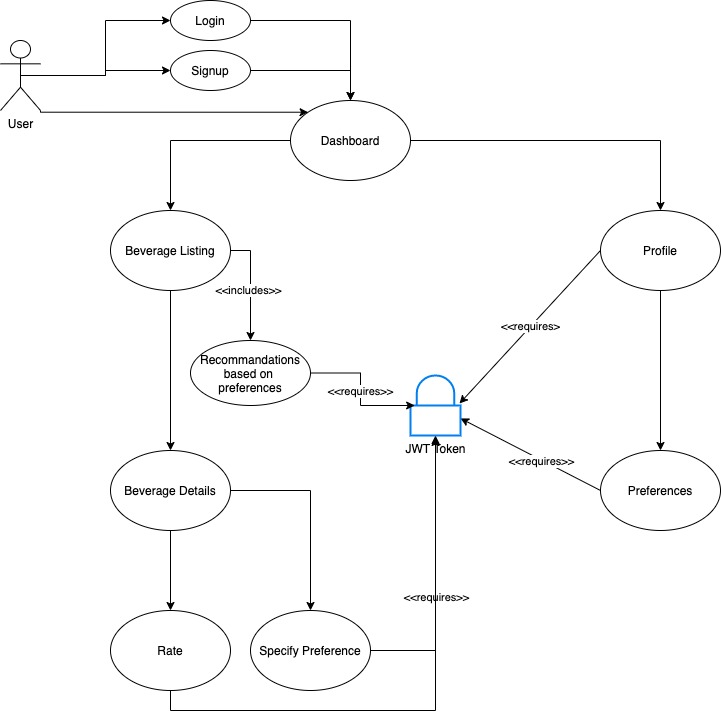 Login
Signup
User
Dashboard
Beverage Listing
Profile
<<includes>>
<<requires>
Recommandations
based on
preferences
<<requires>>
JWT Token
<<requires>>
Beverage Details
Preferences
<<requires>>
Rate
Specify Preference